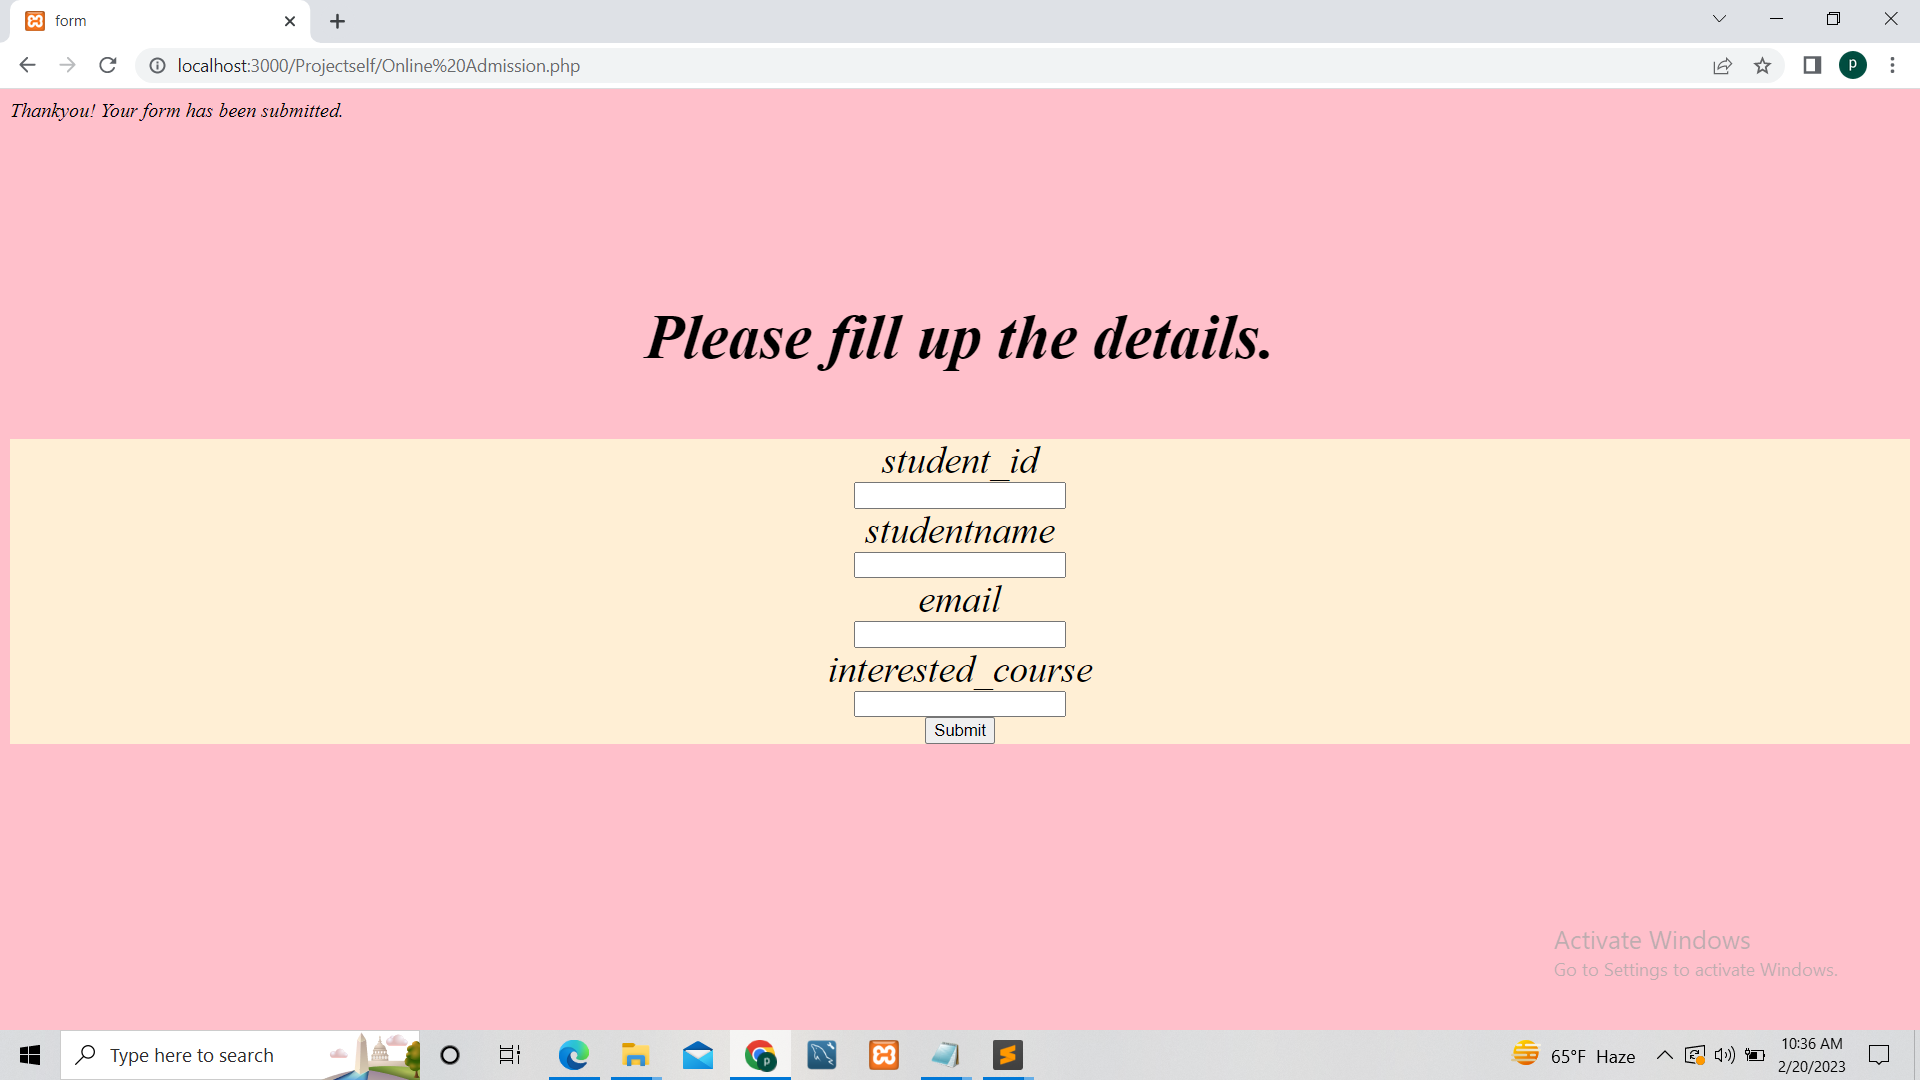 form
localhost:3000/Projectself/Online%20Admission.php
P
Thankyou! Your form has been submitted.
Please fill up the details.
student_id
studentname
email
interested_course
Submit
Activate Windows
Go to Settings to activate Windows.
Type here to search
P
65°F Haze
10:36 AM
2/20/2023